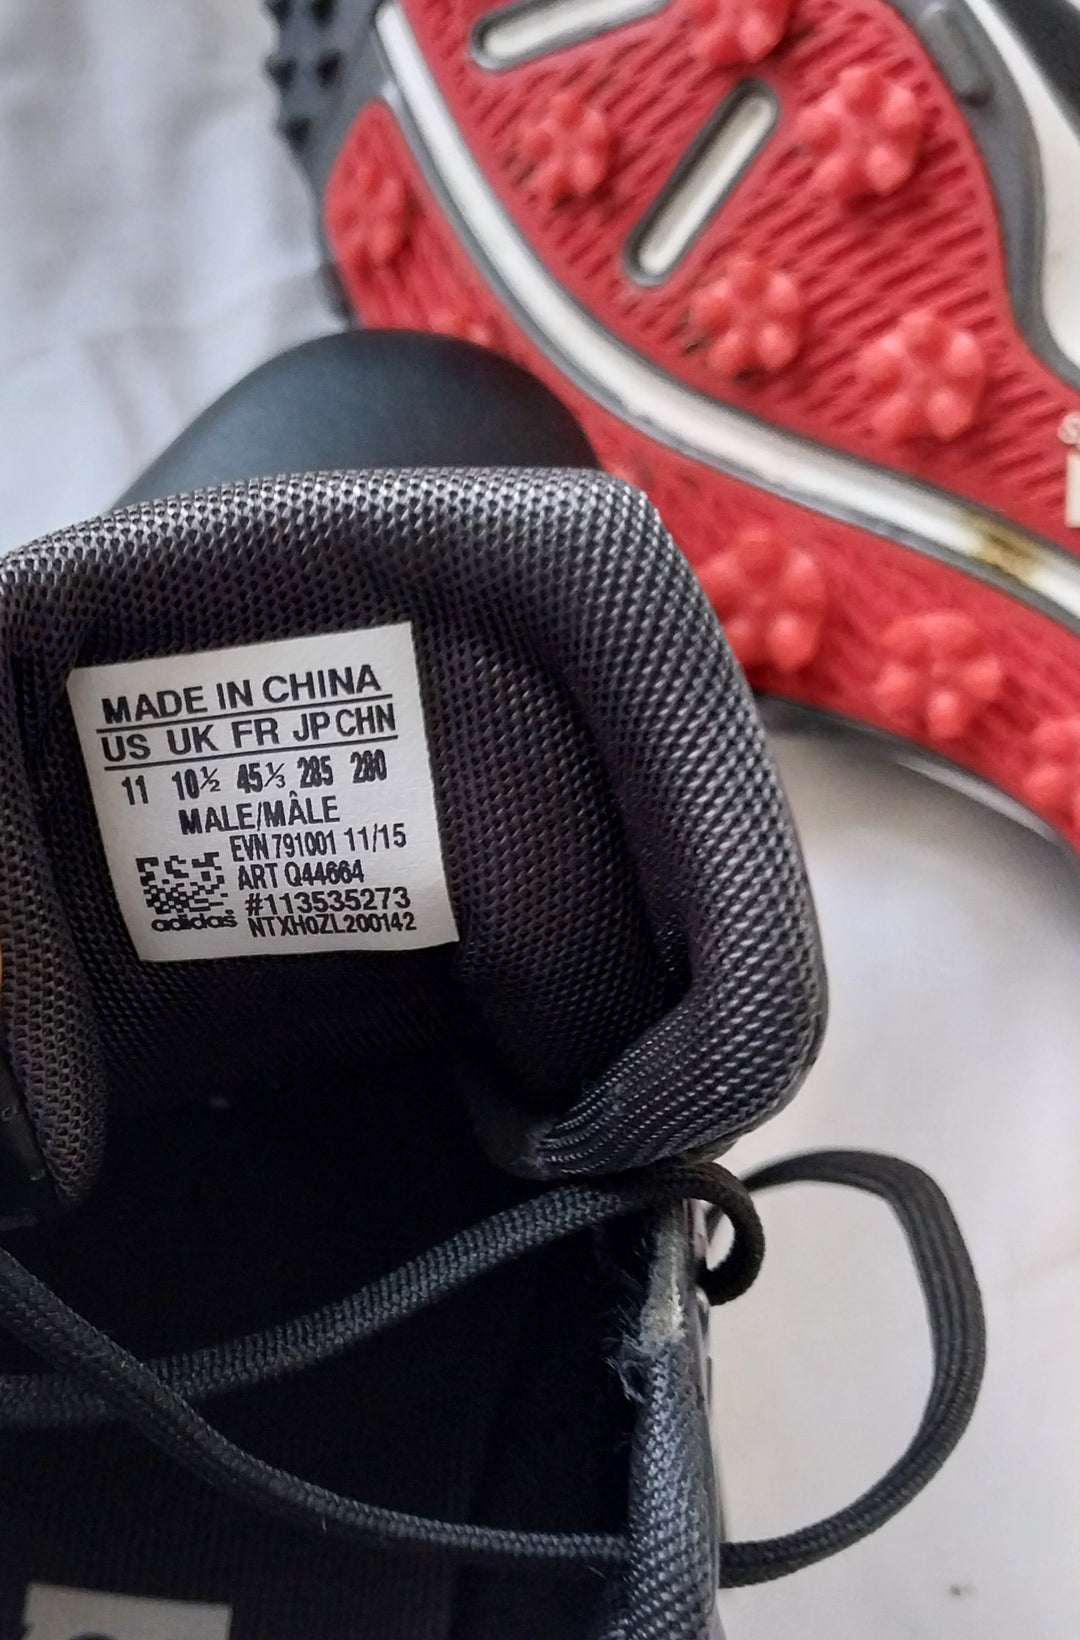 MADE IN CHINA
US UK FR JP CHN
11 10½ 45⅓ 285 280
MALE/MÂLE
EVN 791001 11/15
ART Q44664
#113535273
adidas NTXH0ZL200142